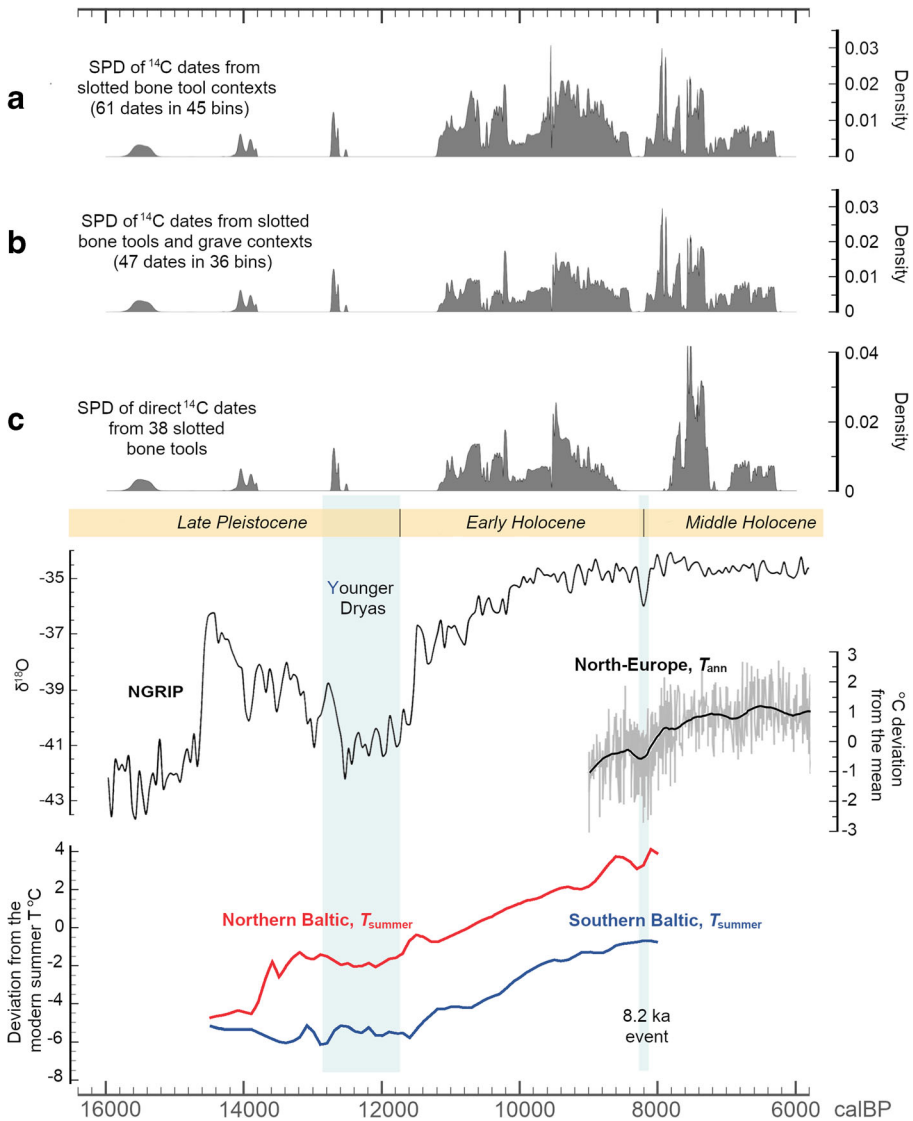 a
SPD of ¹⁴C dates from
slotted bone tool contexts
(61 dates in 45 bins)
0.03
0.02
0.01
0
Density
b
SPD of ¹⁴C dates from slotted
bone tools and grave contexts
(47 dates in 36 bins)
0.03
0.02
0.01
0
Density
c
SPD of direct ¹⁴C dates
from 38 slotted
bone tools
0.04
0.02
0
Density
Late Pleistocene
Early Holocene
Middle Holocene
-35
-37
-39
-41
-43
δ¹⁸O
Younger
Dryas
NGRIP
North-Europe, Tann
3
2
1
0
-1
-2
-3
°C deviation
from the mean
4
2
0
-2
-4
-6
-8
Deviation from the
modern summer T°C
Northern Baltic, Tsummer
Southern Baltic, Tsummer
8.2 ka
event
16000 14000 12000 10000 8000 6000 calBP